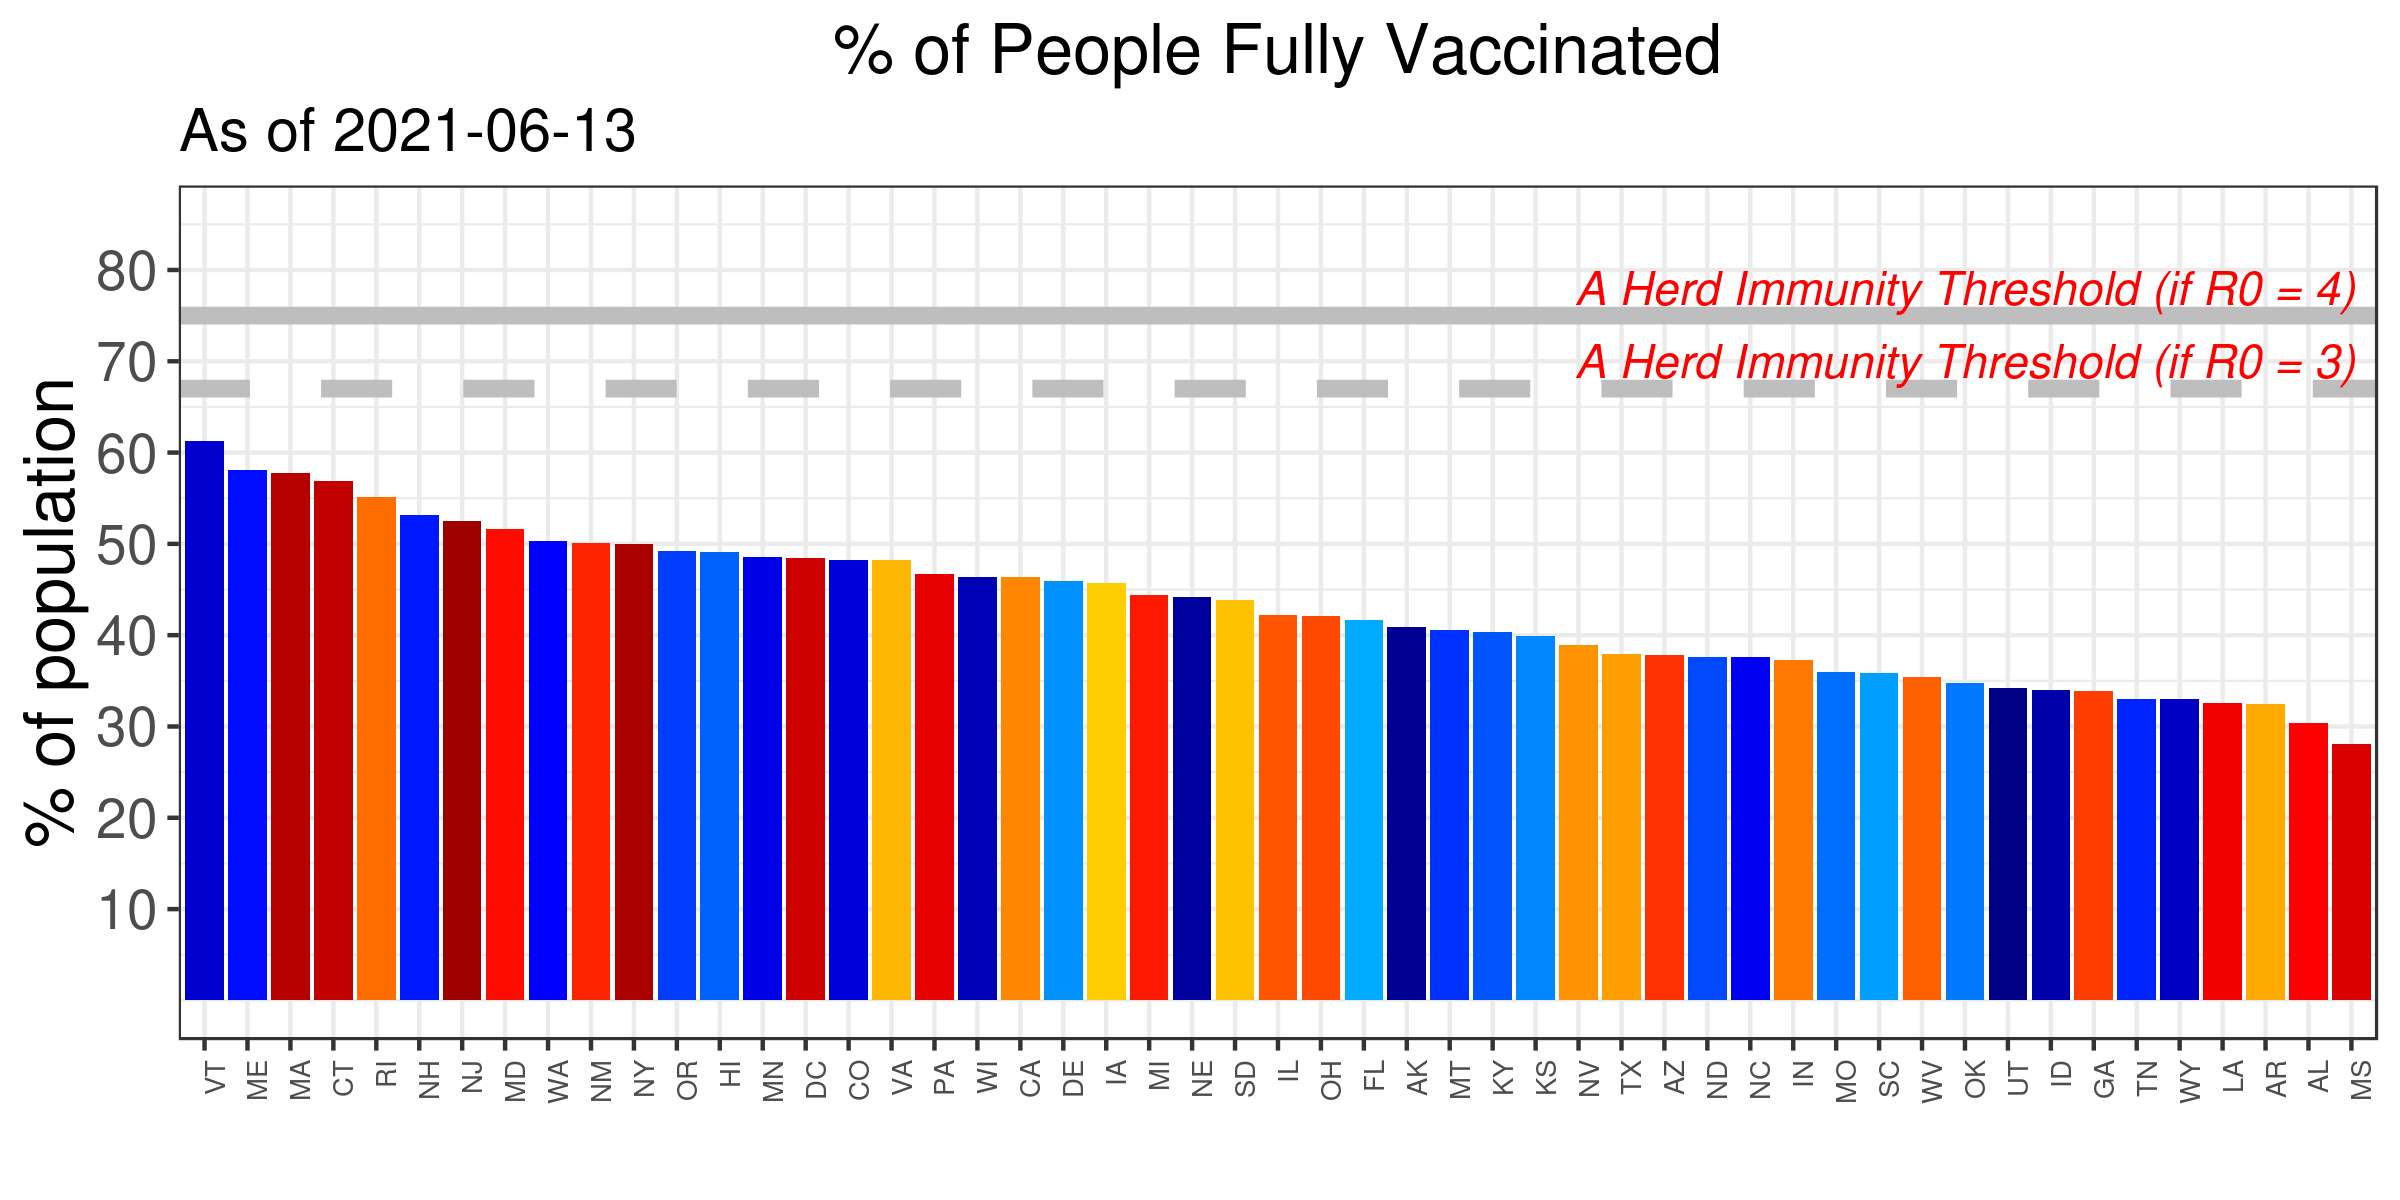 % of People Fully Vaccinated
As of 2021-06-13
% of population
80
70
60
50
40
30
20
10
A Herd Immunity Threshold (if R0 = 4)
A Herd Immunity Threshold (if R0 = 3)
VT ME MA CT RI NH NJ MD WA NM NY OR HI MN DC CO VA PA WI CA DE IA MI NE SD IL OH FL AK MT KY KS NV TX AZ ND NC IN MO SC WV OK UT ID GA TN WY LA AR AL MS